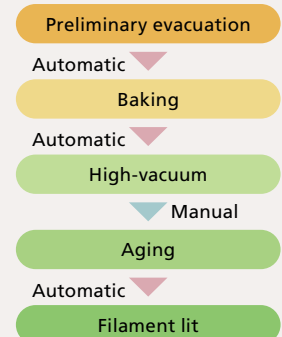 Preliminary evacuation
Automatic
Baking
Automatic
High-vacuum
Manual
Aging
Automatic
Filament lit